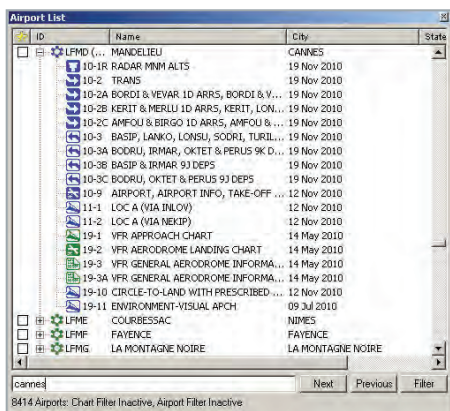 Airport List
ID Name City State
LFMD (... MANDELIEU CANNES
10-1R RADAR MNM ALTS 19 Nov 2010
10-2 TRANS 19 Nov 2010
10-2A BORDI & VEVAR 1D ARRS, BORDI & V... 19 Nov 2010
10-2B KERIT & MERLU 1D ARRS, KERIT, LON... 19 Nov 2010
10-2C AMFOU & BIRGO 1D ARRS, AMFOU & ... 19 Nov 2010
10-3 BASIP, LANKO, LONSU, SODRI, TURIL... 19 Nov 2010
10-3A BODRU, IRMAR, OKTET & PERUS 9K D... 19 Nov 2010
10-3B BASIP & IRMAR 9J DEPS 19 Nov 2010
10-3C BODRU, OKTET & PERUS 9J DEPS 19 Nov 2010
10-9 AIRPORT, AIRPORT INFO, TAKE-OFF ... 12 Nov 2010
11-1 LOC A (VIA INLOV) 12 Nov 2010
11-2 LOC A (VIA NEKIP) 12 Nov 2010
19-1 VFR APPROACH CHART 14 May 2010
19-2 VFR AERODROME LANDING CHART 14 May 2010
19-3 VFR GENERAL AERODROME INFORMA... 14 May 2010
19-3A VFR GENERAL AERODROME INFORMA... 14 May 2010
19-10 CIRCLE-TO-LAND WITH PRESCRIBED ... 12 Nov 2010
19-11 ENVIRONMENT-VISUAL APCH 09 Jul 2010
LFME COURBESSAC NIMES
LFMF FAYENCE FAYENCE
LFMG LA MONTAGNE NOIRE LA MONTAGNE NOIRE
cannes Next Previous Filter
8414 Airports: Chart Filter Inactive, Airport Filter Inactive